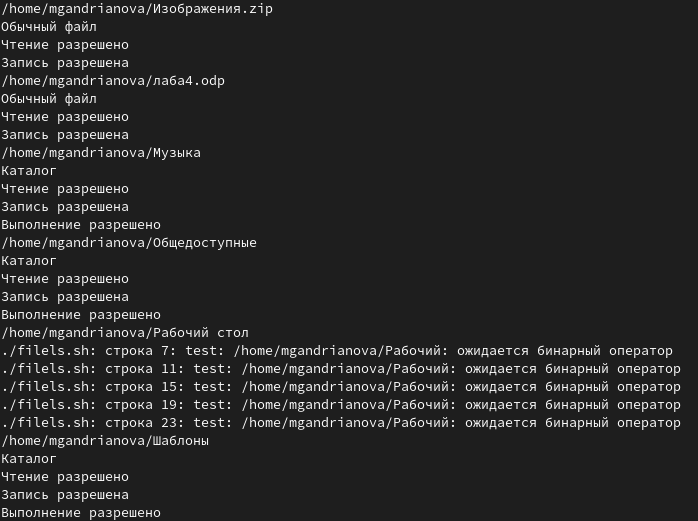 /home/mgandrianova/Изображения.zip
Обычный файл
Чтение разрешено
Запись разрешена
/home/mgandrianova/лаба4.odp
Обычный файл
Чтение разрешено
Запись разрешена
/home/mgandrianova/Музыка
Каталог
Чтение разрешено
Запись разрешена
Выполнение разрешено
/home/mgandrianova/Общедоступные
Каталог
Чтение разрешено
Запись разрешена
Выполнение разрешено
/home/mgandrianova/Рабочий стол
./filels.sh: строка 7: test: /home/mgandrianova/Рабочий: ожидается бинарный оператор
./filels.sh: строка 11: test: /home/mgandrianova/Рабочий: ожидается бинарный оператор
./filels.sh: строка 15: test: /home/mgandrianova/Рабочий: ожидается бинарный оператор
./filels.sh: строка 19: test: /home/mgandrianova/Рабочий: ожидается бинарный оператор
./filels.sh: строка 23: test: /home/mgandrianova/Рабочий: ожидается бинарный оператор
/home/mgandrianova/Шаблоны
Каталог
Чтение разрешено
Запись разрешена
Выполнение разрешено